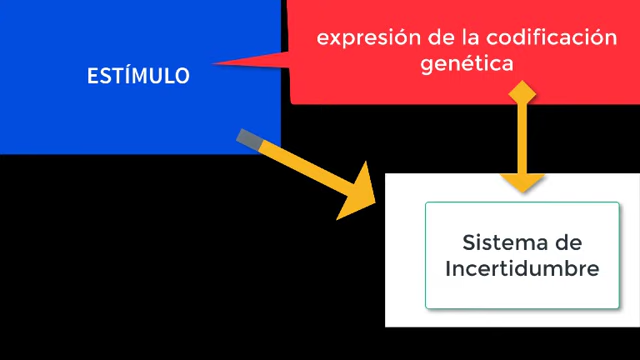 ESTÍMULO
expresión de la codificación
genética
Sistema de
Incertidumbre